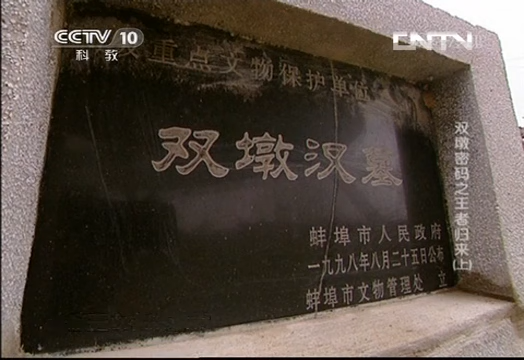 CCTV 10
科教
CNTV
重点文物保护单位
双墩汉墓
蚌埠市人民政府
一九九八年八月二十五日公布
蚌埠市文物管理处 立
双墩密码之王者归来(上)